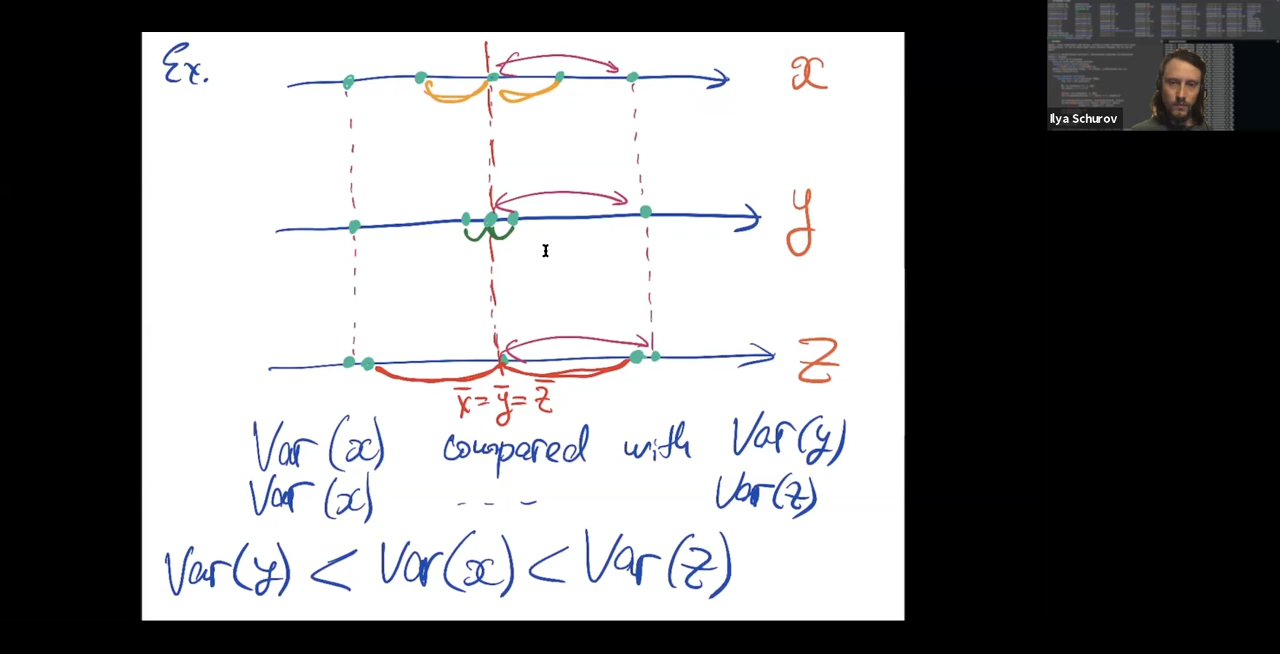 Ex.
x
Ilya Schurov
y
z
x̄ = ȳ = z̄
Var(x) compared with Var(y)
Var(x) - - - Var(z)
Var(y) < Var(x) < Var(z)